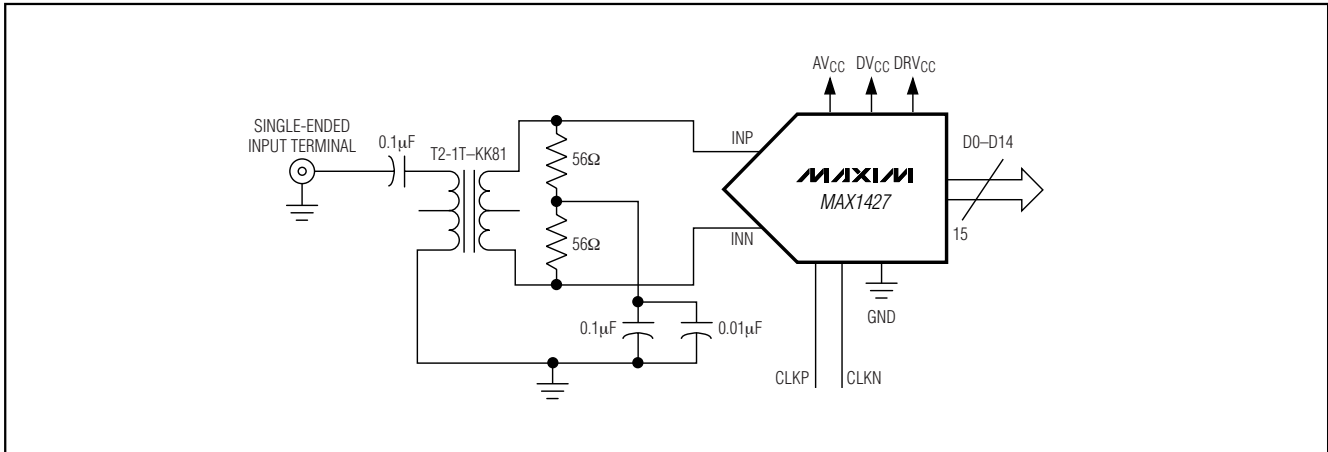 AVCC DVCC DRVCC
SINGLE-ENDED
INPUT TERMINAL
0.1µF
T2-1T–KK81
56Ω
56Ω
0.1µF
0.01µF
INP
INN
MAXIM
MAX1427
D0–D14
15
GND
CLKP
CLKN